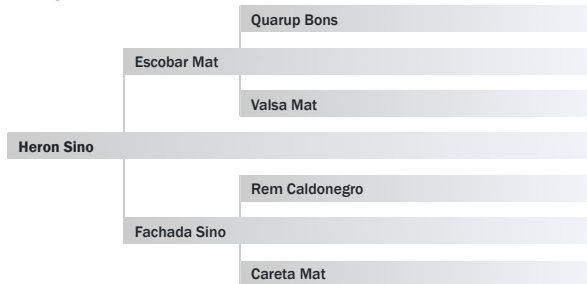 Quarup Bons
Escobar Mat
Valsa Mat
Heron Sino
Rem Caldonegro
Fachada Sino
Careta Mat